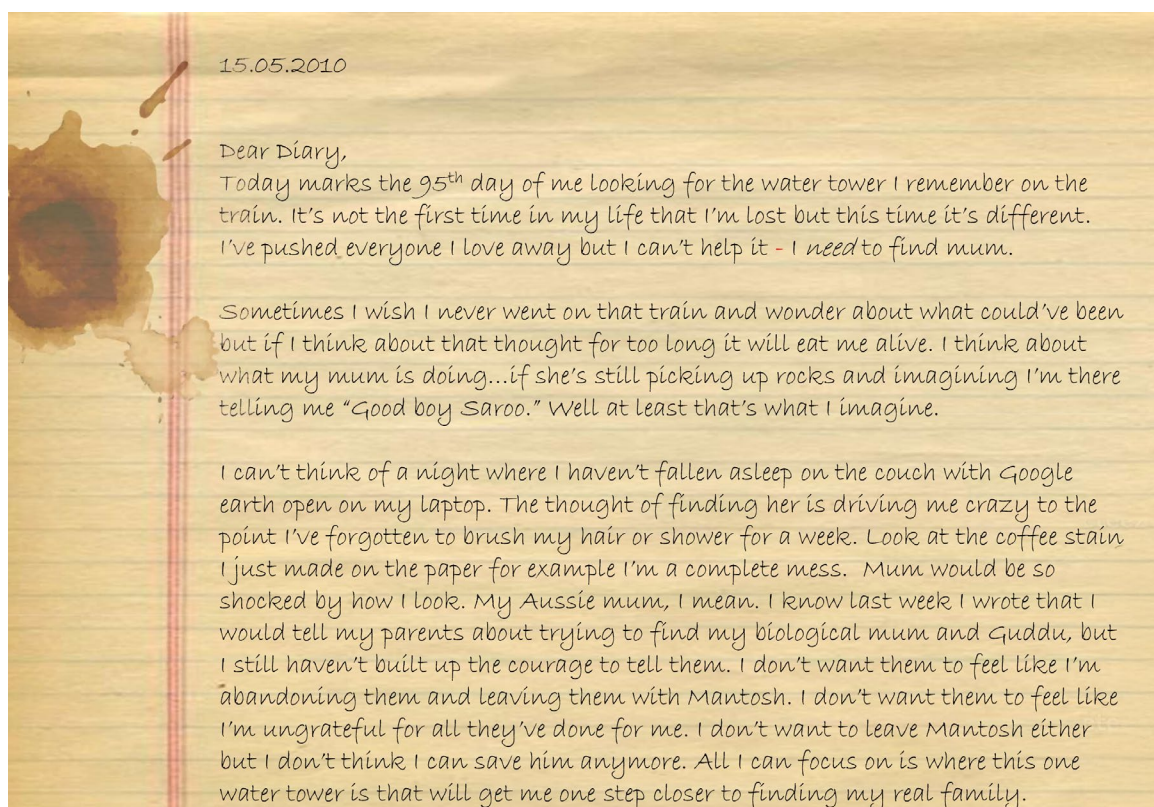 15.05.2010
Dear Diary,
Today marks the 95th day of me looking for the water tower I remember on the
train. It's not the first time in my life that I'm lost but this time it's different.
I've pushed everyone I love away but I can't help it - I need to find mum.
Sometimes I wish I never went on that train and wonder about what could've been
but if I think about that thought for too long it will eat me alive. I think about
what my mum is doing...if she's still picking up rocks and imagining I'm there
telling me "Good boy Saroo." Well at least that's what I imagine.
I can't think of a night where I haven't fallen asleep on the couch with Google
earth open on my laptop. The thought of finding her is driving me crazy to the
point I've forgotten to brush my hair or shower for a week. Look at the coffee stain
I just made on the paper for example I'm a complete mess.  Mum would be so
shocked by how I look. My Aussie mum, I mean. I know last week I wrote that I
would tell my parents about trying to find my biological mum and Guddu, but
I still haven't built up the courage to tell them. I don't want them to feel like I'm
abandoning them and leaving them with Mantosh. I don't want them to feel like
I'm ungrateful for all they've done for me. I don't want to leave Mantosh either
but I don't think I can save him anymore. All I can focus on is where this one
water tower is that will get me one step closer to finding my real family.